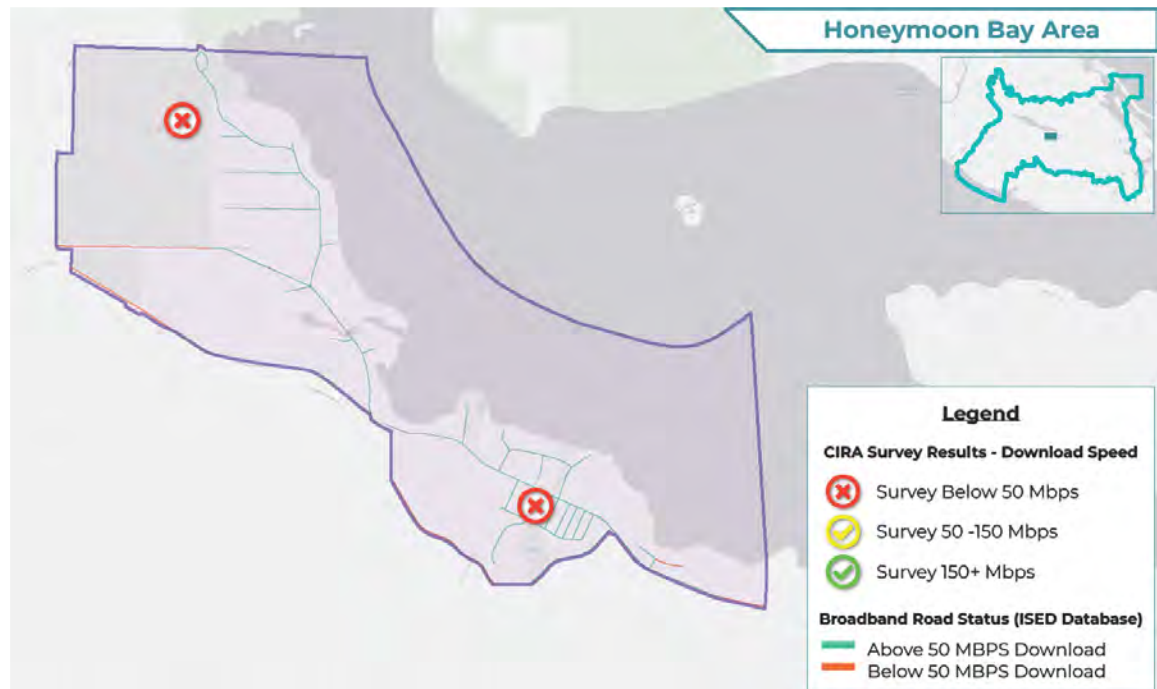 Honeymoon Bay Area
Legend
CIRA Survey Results - Download Speed
Survey Below 50 Mbps
Survey 50 -150 Mbps
Survey 150+ Mbps
Broadband Road Status (ISED Database)
Above 50 MBPS Download
Below 50 MBPS Download